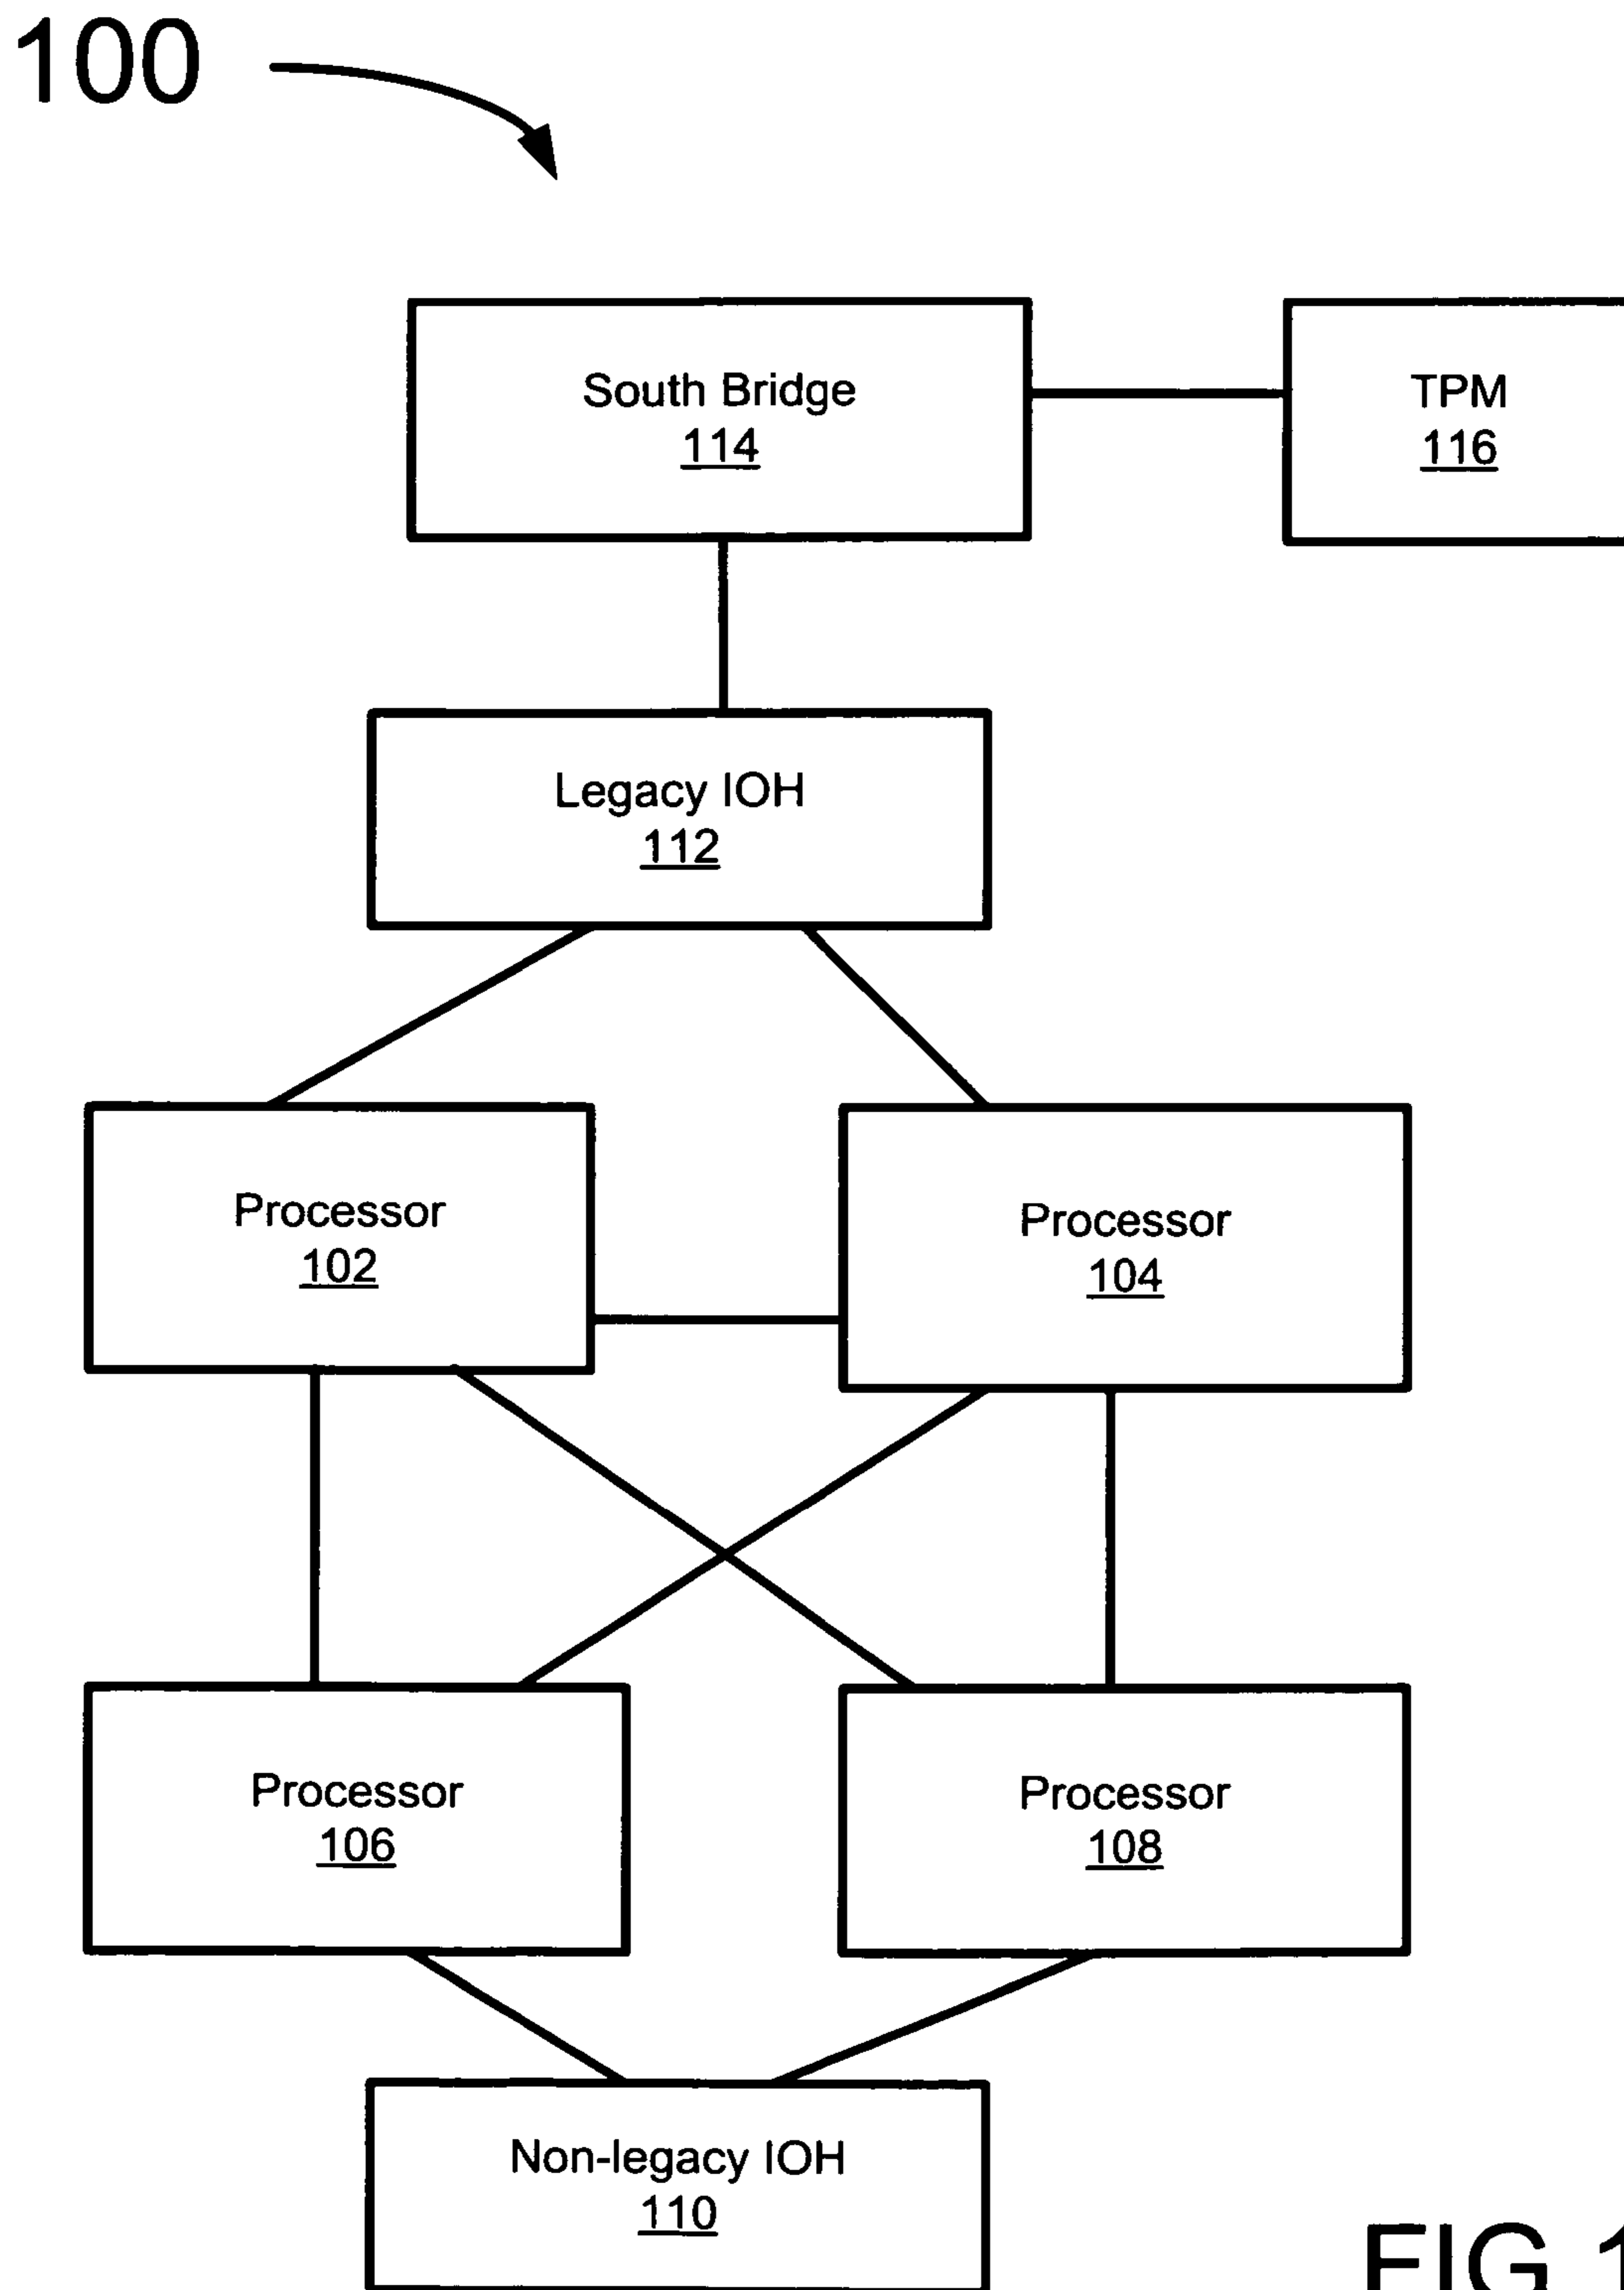 100
South Bridge
114
TPM
116
Legacy IOH
112
Processor
102
Processor
104
Processor
106
Processor
108
Non-legacy IOH
110
FIG 1